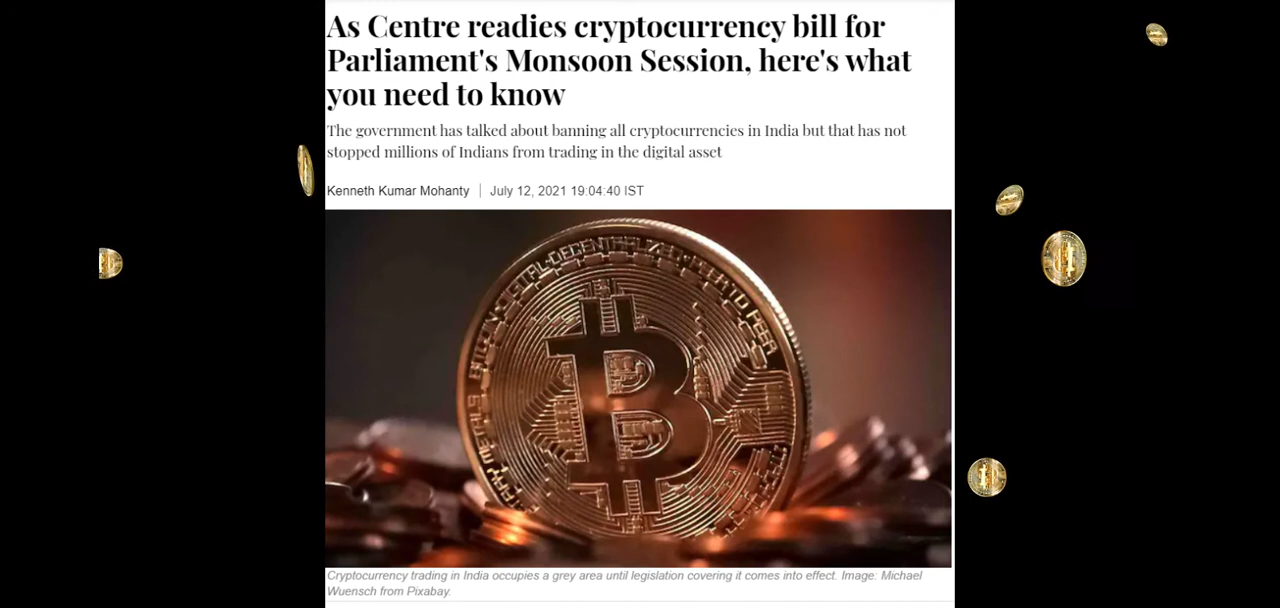 As Centre readies cryptocurrency bill for
Parliament's Monsoon Session, here's what
you need to know
The government has talked about banning all cryptocurrencies in India but that has not
stopped millions of Indians from trading in the digital asset
Kenneth Kumar Mohanty | July 12, 2021 19:04:40 IST
Cryptocurrency trading in India occupies a grey area until legislation covering it comes into effect. Image: Michael
Wuensch from Pixabay.